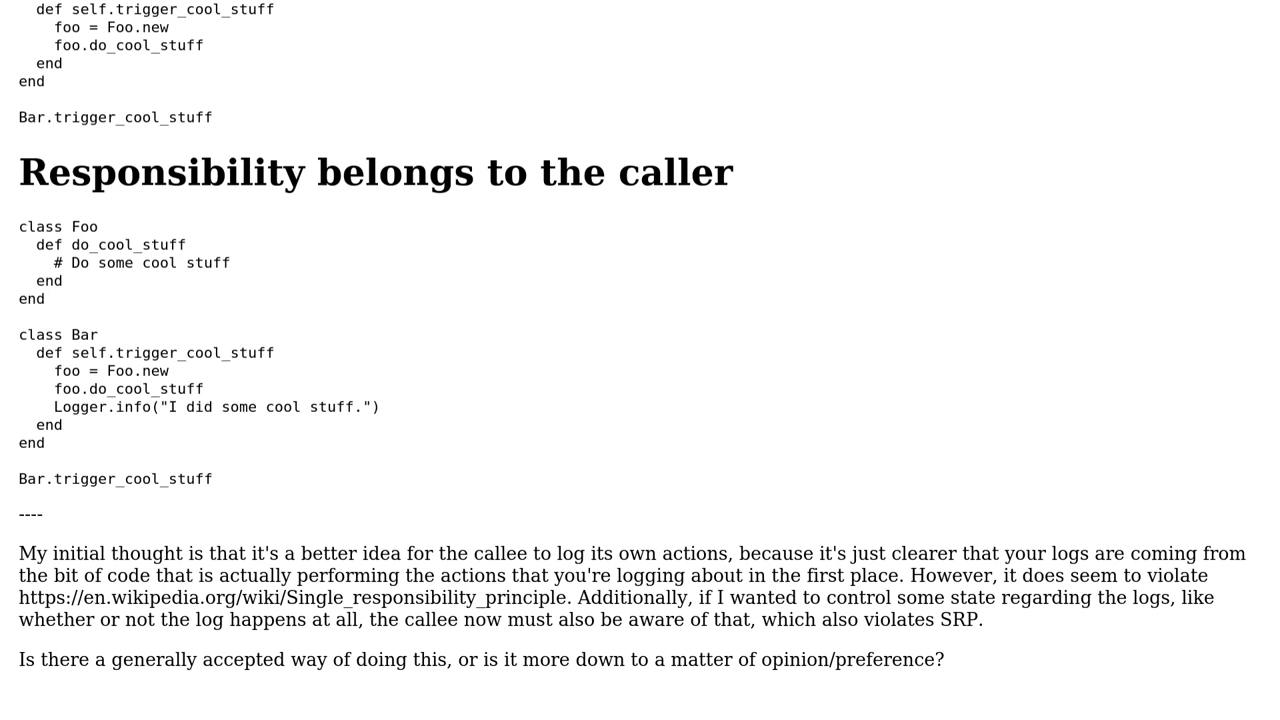 def self.trigger_cool_stuff
    foo = Foo.new
    foo.do_cool_stuff
  end
end

Bar.trigger_cool_stuff

Responsibility belongs to the caller

class Foo
  def do_cool_stuff
    # Do some cool stuff
  end
end

class Bar
  def self.trigger_cool_stuff
    foo = Foo.new
    foo.do_cool_stuff
    Logger.info("I did some cool stuff.")
  end
end

Bar.trigger_cool_stuff

----

My initial thought is that it's a better idea for the callee to log its own actions, because it's just clearer that your logs are coming from
the bit of code that is actually performing the actions that you're logging about in the first place. However, it does seem to violate
https://en.wikipedia.org/wiki/Single_responsibility_principle. Additionally, if I wanted to control some state regarding the logs, like
whether or not the log happens at all, the callee now must also be aware of that, which also violates SRP.

Is there a generally accepted way of doing this, or is it more down to a matter of opinion/preference?